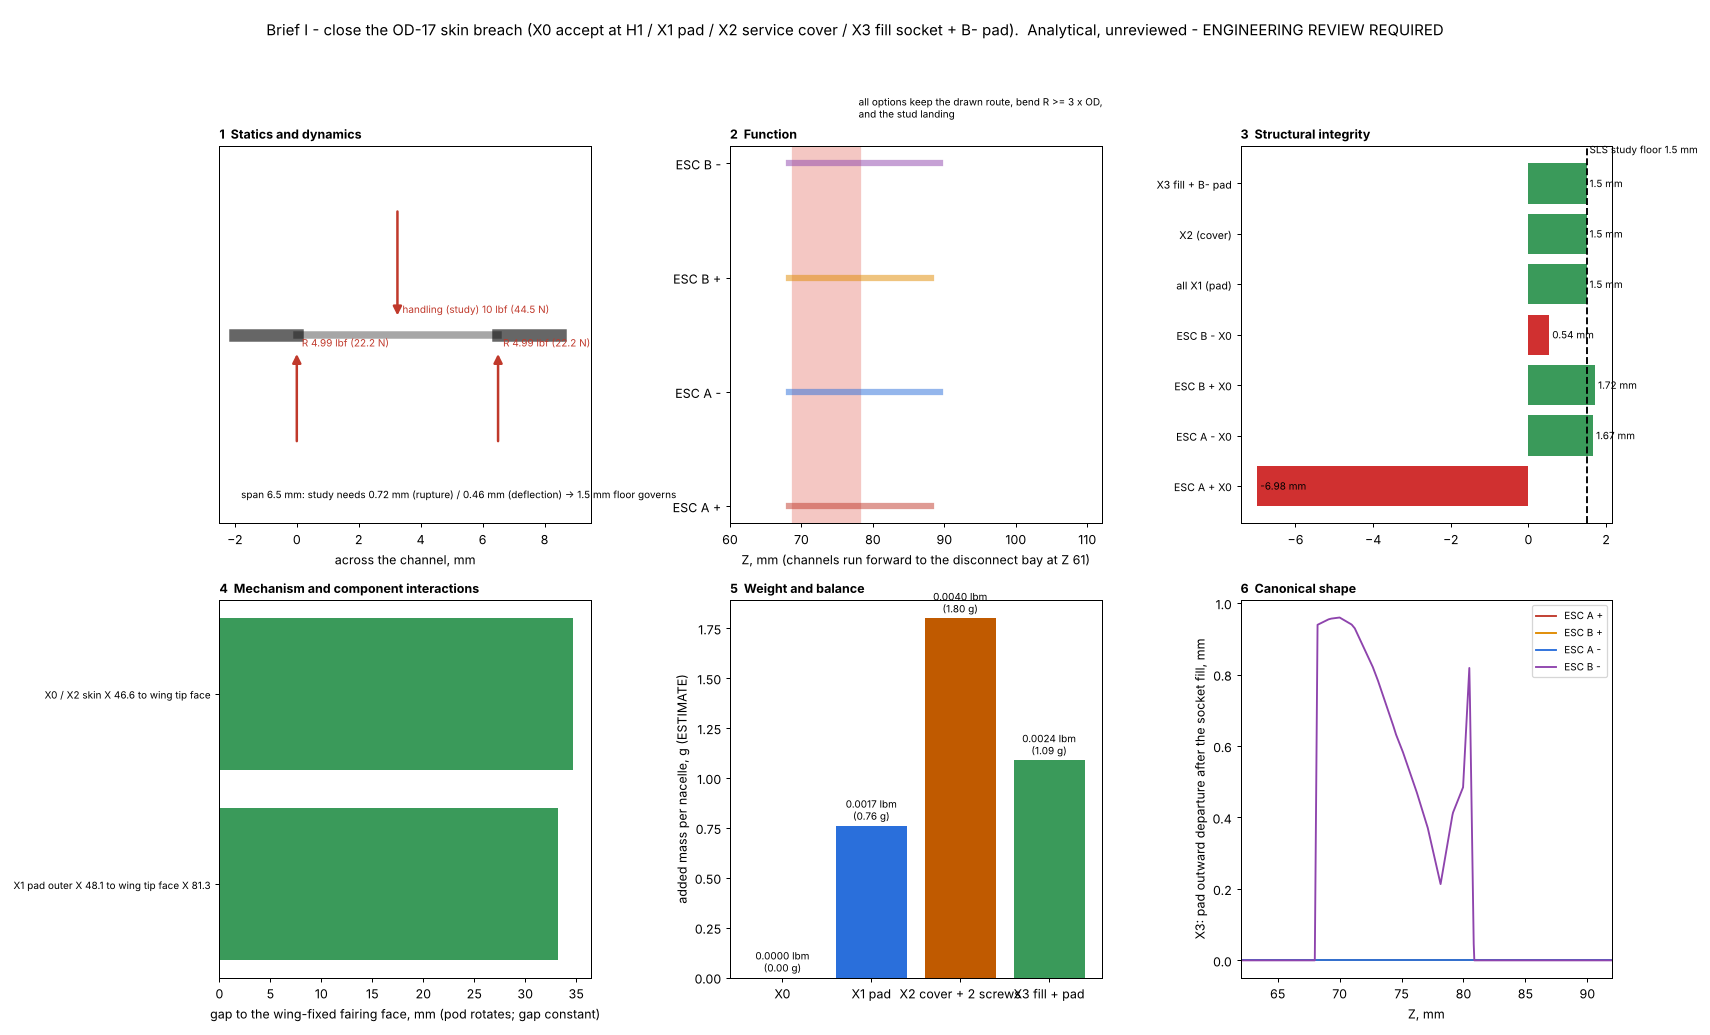 Brief I - close the OD-17 skin breach (X0 accept at H1 / X1 pad / X2 service cover / X3 fill socket + B- pad).  Analytical, unreviewed - ENGINEERING REVIEW REQUIRED
1 Statics and dynamics
handling (study) 10 lbf (44.5 N)
R 4.99 lbf (22.2 N)
R 4.99 lbf (22.2 N)
span 6.5 mm: study needs 0.72 mm (rupture) / 0.46 mm (deflection) → 1.5 mm floor governs
−2 0 2 4 6 8
across the channel, mm
all options keep the drawn route, bend R >= 3 x OD,
and the stud landing
2 Function
ESC B -
ESC B +
ESC A -
ESC A +
60 70 80 90 100 110
Z, mm (channels run forward to the disconnect bay at Z 61)
3 Structural integrity
SLS study floor 1.5 mm
X3 fill + B- pad
1.5 mm
X2 (cover)
1.5 mm
all X1 (pad)
1.5 mm
ESC B - X0
0.54 mm
ESC B + X0
1.72 mm
ESC A - X0
1.67 mm
ESC A + X0
-6.98 mm
−6 −4 −2 0 2
4 Mechanism and component interactions
X0 / X2 skin X 46.6 to wing tip face
X1 pad outer X 48.1 to wing tip face X 81.3
0 5 10 15 20 25 30 35
gap to the wing-fixed fairing face, mm (pod rotates; gap constant)
5 Weight and balance
added mass per nacelle, g (ESTIMATE)
1.75
1.50
1.25
1.00
0.75
0.50
0.25
0.00
0.0000 lbm
(0.00 g)
0.0017 lbm
(0.76 g)
0.0040 lbm
(1.80 g)
0.0024 lbm
(1.09 g)
X0
X1 pad
X2 cover + 2 screws
X3 fill + pad
6 Canonical shape
X3: pad outward departure after the socket fill, mm
1.0
0.8
0.6
0.4
0.2
0.0
ESC A +
ESC B +
ESC A -
ESC B -
65 70 75 80 85 90
Z, mm